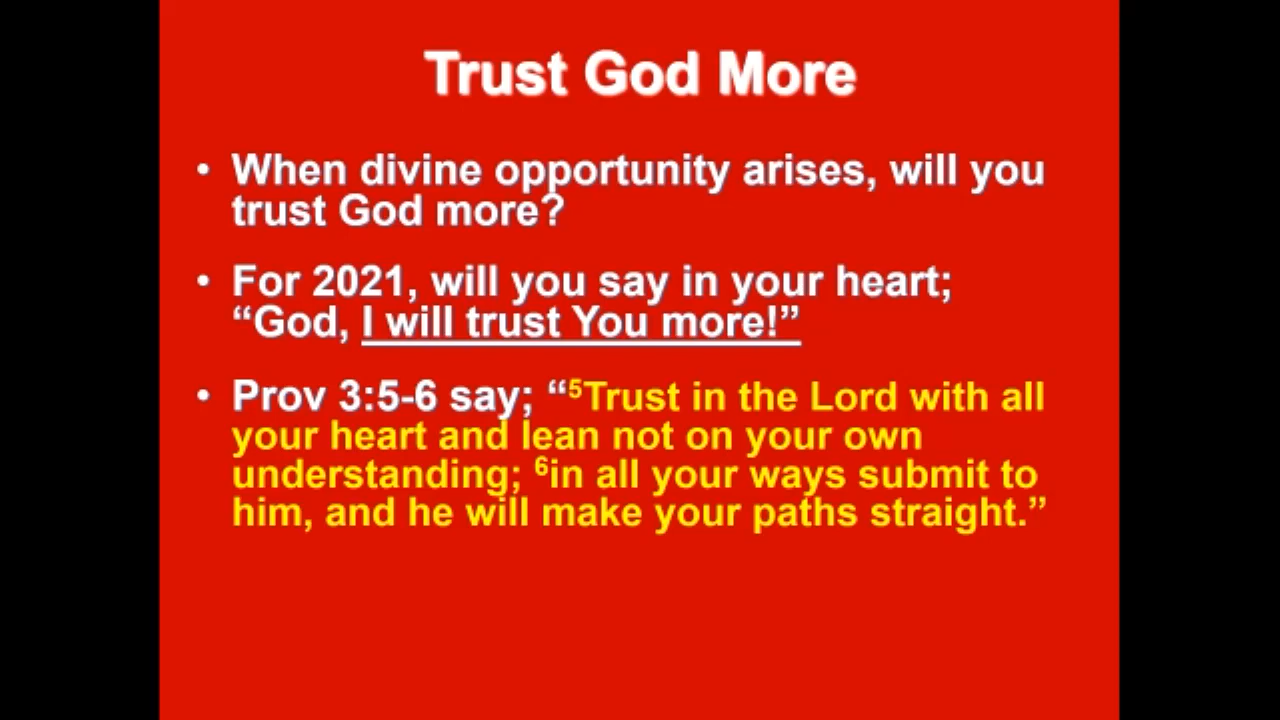 Trust God More
• When divine opportunity arises, will you
trust God more?
• For 2021, will you say in your heart;
“God, I will trust You more!”
• Prov 3:5-6 say; “⁵Trust in the Lord with all
your heart and lean not on your own
understanding; ⁶in all your ways submit to
him, and he will make your paths straight.”